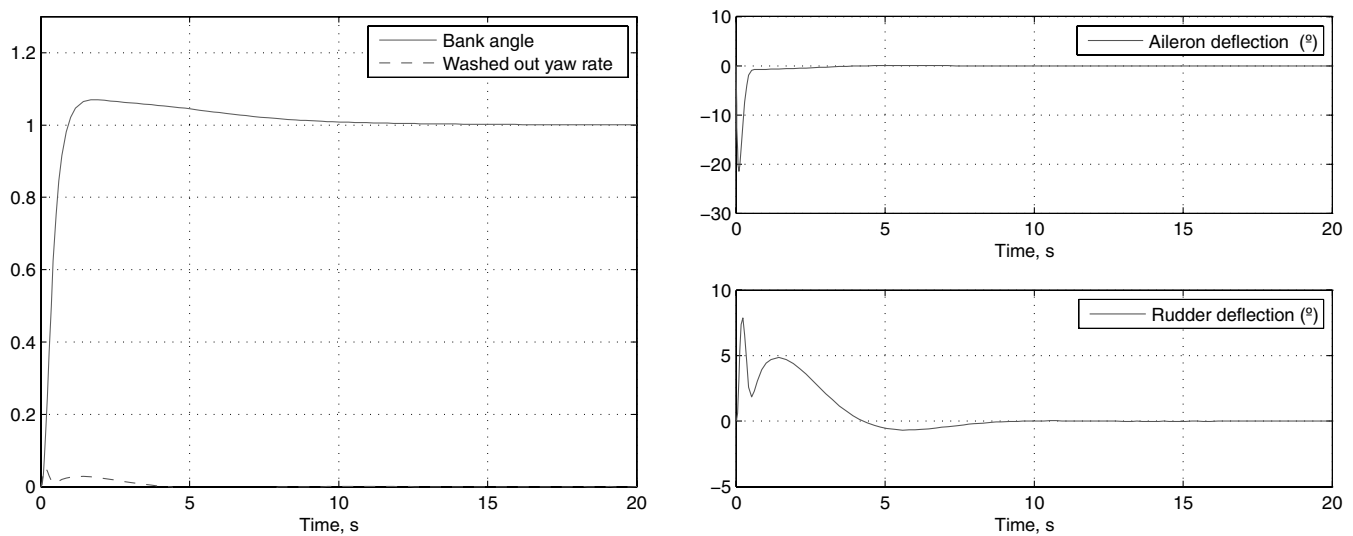 1.2
1
0.8
0.6
0.4
0.2
0
Bank angle
Washed out yaw rate
0 5 10 15 20
Time, s
10
0
−10
−20
−30
Aileron deflection (º)
0 5 10 15 20
Time, s
10
5
0
−5
Rudder deflection (º)
0 5 10 15 20
Time, s